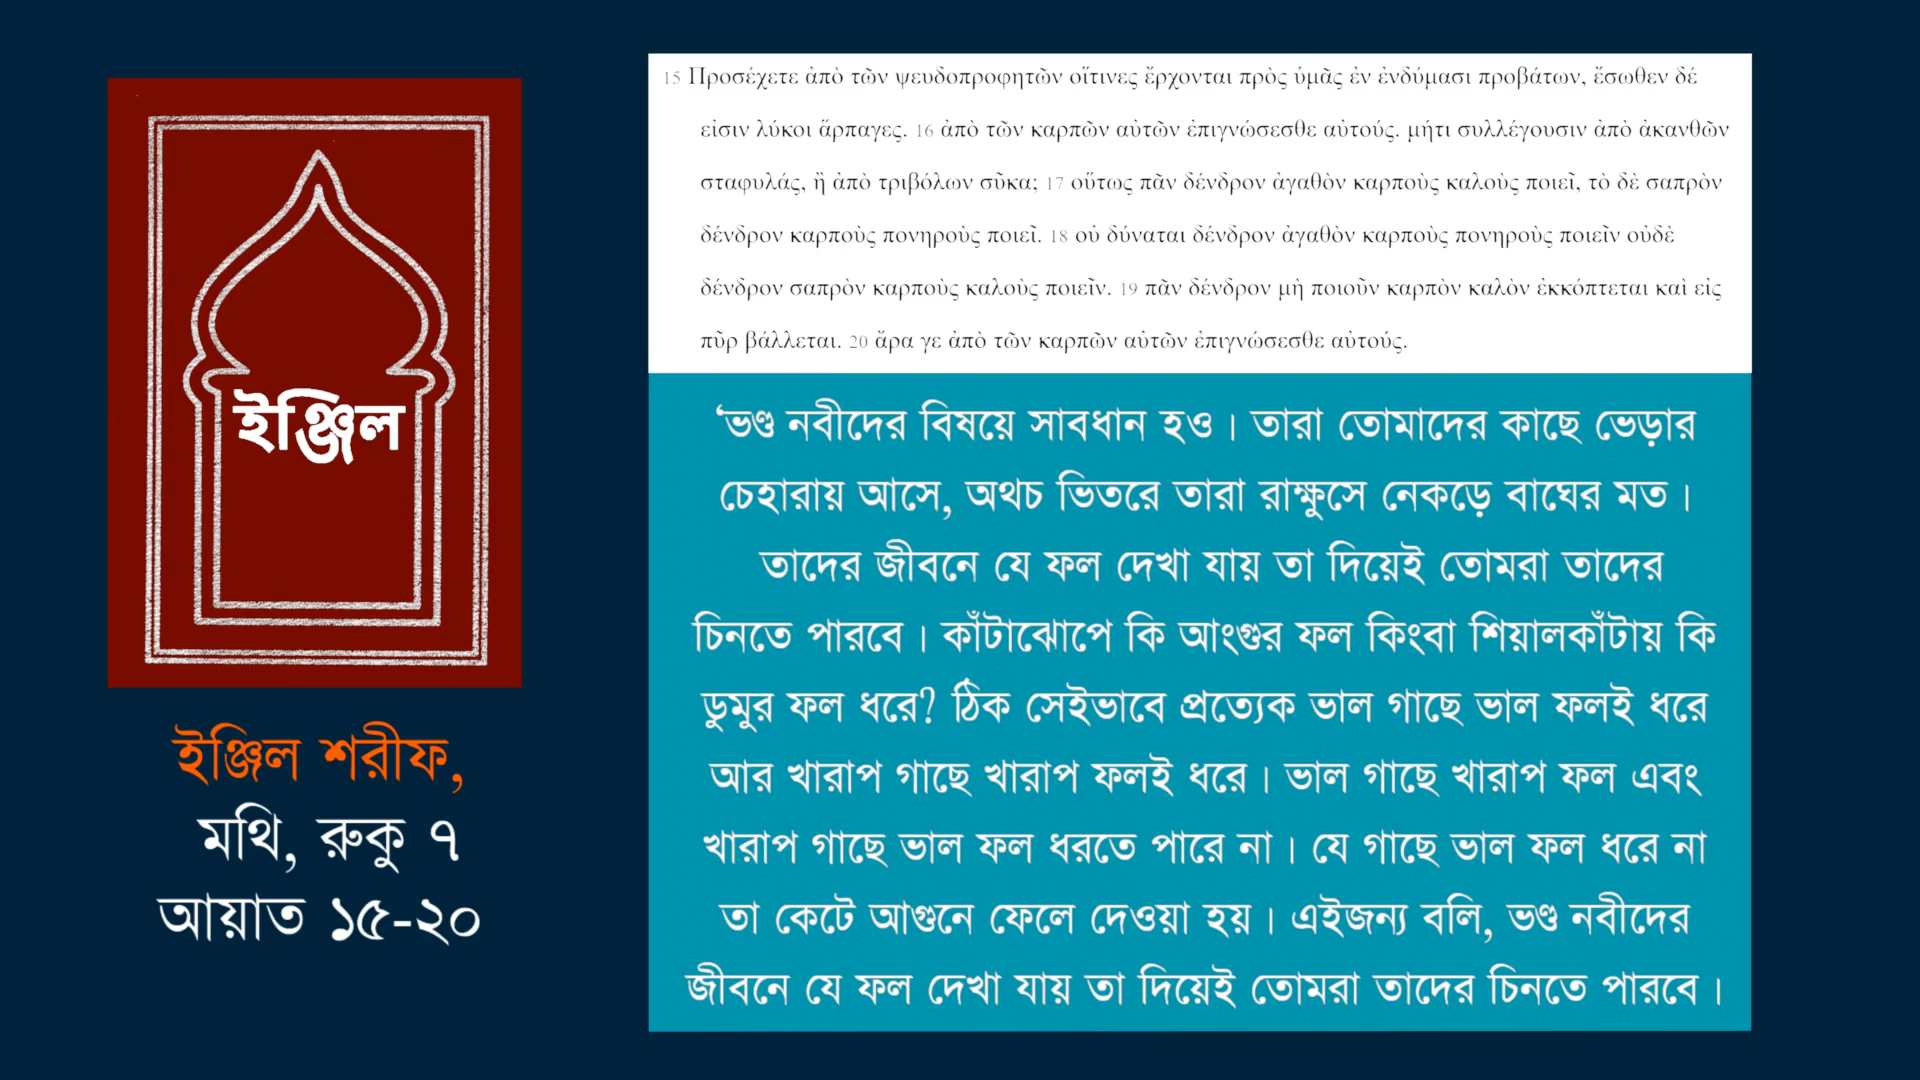 ইঞ্জিল
ইঞ্জিল শরীফ,
মথি, রুকু ৭
আয়াত ১৫-২০
15 Προσέχετε ἀπὸ τῶν ψευδοπροφητῶν οἵτινες ἔρχονται πρὸς ὑμᾶς ἐν ἐνδύμασι προβάτων, ἔσωθεν δέ
εἰσιν λύκοι ἅρπαγες. 16 ἀπὸ τῶν καρπῶν αὐτῶν ἐπιγνώσεσθε αὐτούς. μήτι συλλέγουσιν ἀπὸ ἀκανθῶν
σταφυλάς, ἢ ἀπὸ τριβόλων σῦκα; 17 οὕτως πᾶν δένδρον ἀγαθὸν καρποὺς καλοὺς ποιεῖ, τὸ δὲ σαπρὸν
δένδρον καρποὺς πονηροὺς ποιεῖ. 18 οὐ δύναται δένδρον ἀγαθὸν καρποὺς πονηροὺς ποιεῖν οὐδὲ
δένδρον σαπρὸν καρποὺς καλοὺς ποιεῖν. 19 πᾶν δένδρον μὴ ποιοῦν καρπὸν καλὸν ἐκκόπτεται καὶ εἰς
πῦρ βάλλεται. 20 ἄρα γε ἀπὸ τῶν καρπῶν αὐτῶν ἐπιγνώσεσθε αὐτούς.
‘ভণ্ড নবীদের বিষয়ে সাবধান হও। তারা তোমাদের কাছে ভেড়ার
চেহারায় আসে, অথচ ভিতরে তারা রাক্ষুসে নেকড়ে বাঘের মত।
তাদের জীবনে যে ফল দেখা যায় তা দিয়েই তোমরা তাদের
চিনতে পারবে। কাঁটাঝোপে কি আংগুর ফল কিংবা শিয়ালকাঁটায় কি
ডুমুর ফল ধরে? ঠিক সেইভাবে প্রত্যেক ভাল গাছে ভাল ফলই ধরে
আর খারাপ গাছে খারাপ ফলই ধরে। ভাল গাছে খারাপ ফল এবং
খারাপ গাছে ভাল ফল ধরতে পারে না। যে গাছে ভাল ফল ধরে না
তা কেটে আগুনে ফেলে দেওয়া হয়। এইজন্য বলি, ভণ্ড নবীদের
জীবনে যে ফল দেখা যায় তা দিয়েই তোমরা তাদের চিনতে পারবে।